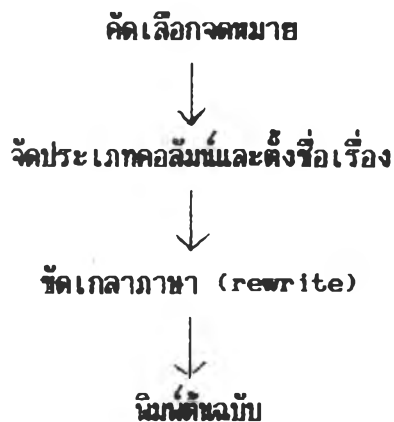 คัดเลือกจดหมาย
จัดประเภทคอลัมน์และตั้งชื่อเรื่อง
ขัดเกลาภาษา (rewrite)
พิมพ์ต้นฉบับ